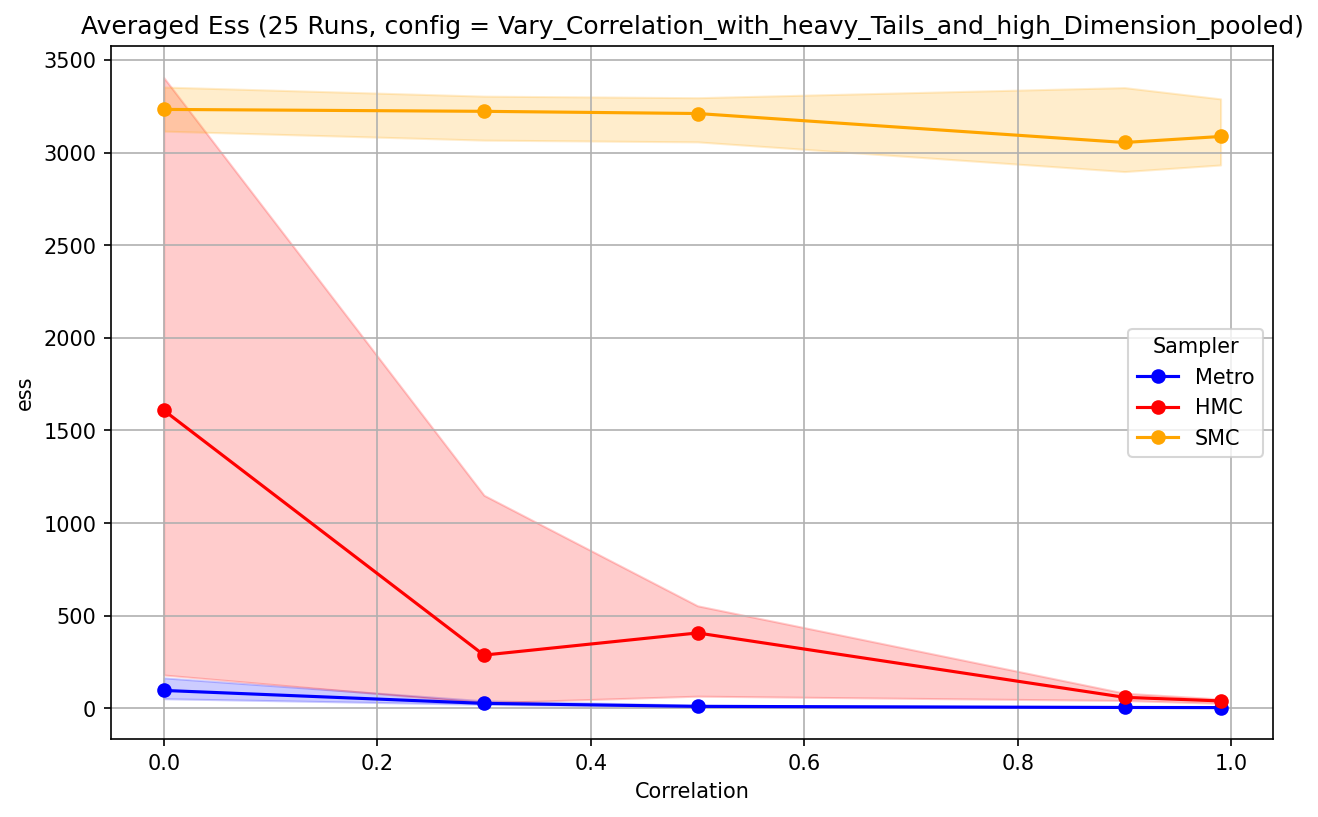 Averaged Ess (25 Runs, config = Vary_Correlation_with_heavy_Tails_and_high_Dimension_pooled)
3500
3000
2500
2000
1500
1000
500
0
ess
Sampler
Metro
HMC
SMC
0.0 0.2 0.4 0.6 0.8 1.0
Correlation